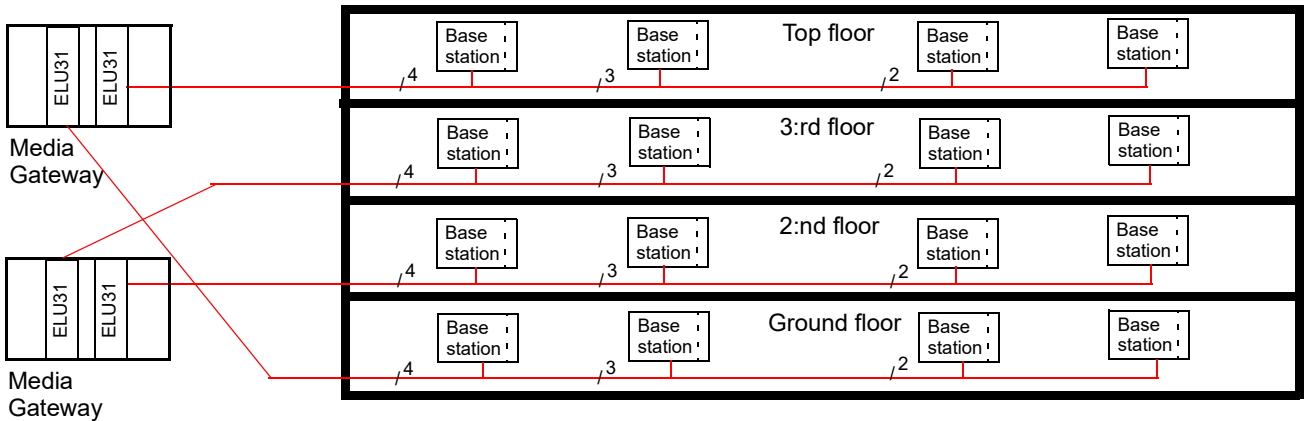 ELU31
ELU31
Media
Gateway
ELU31
ELU31
Media
Gateway
Top floor
Base
station
Base
station
Base
station
Base
station
4
3
2
3:rd floor
Base
station
Base
station
Base
station
Base
station
4
3
2
2:nd floor
Base
station
Base
station
Base
station
Base
station
4
3
2
Ground floor
Base
station
Base
station
Base
station
Base
station
4
3
2